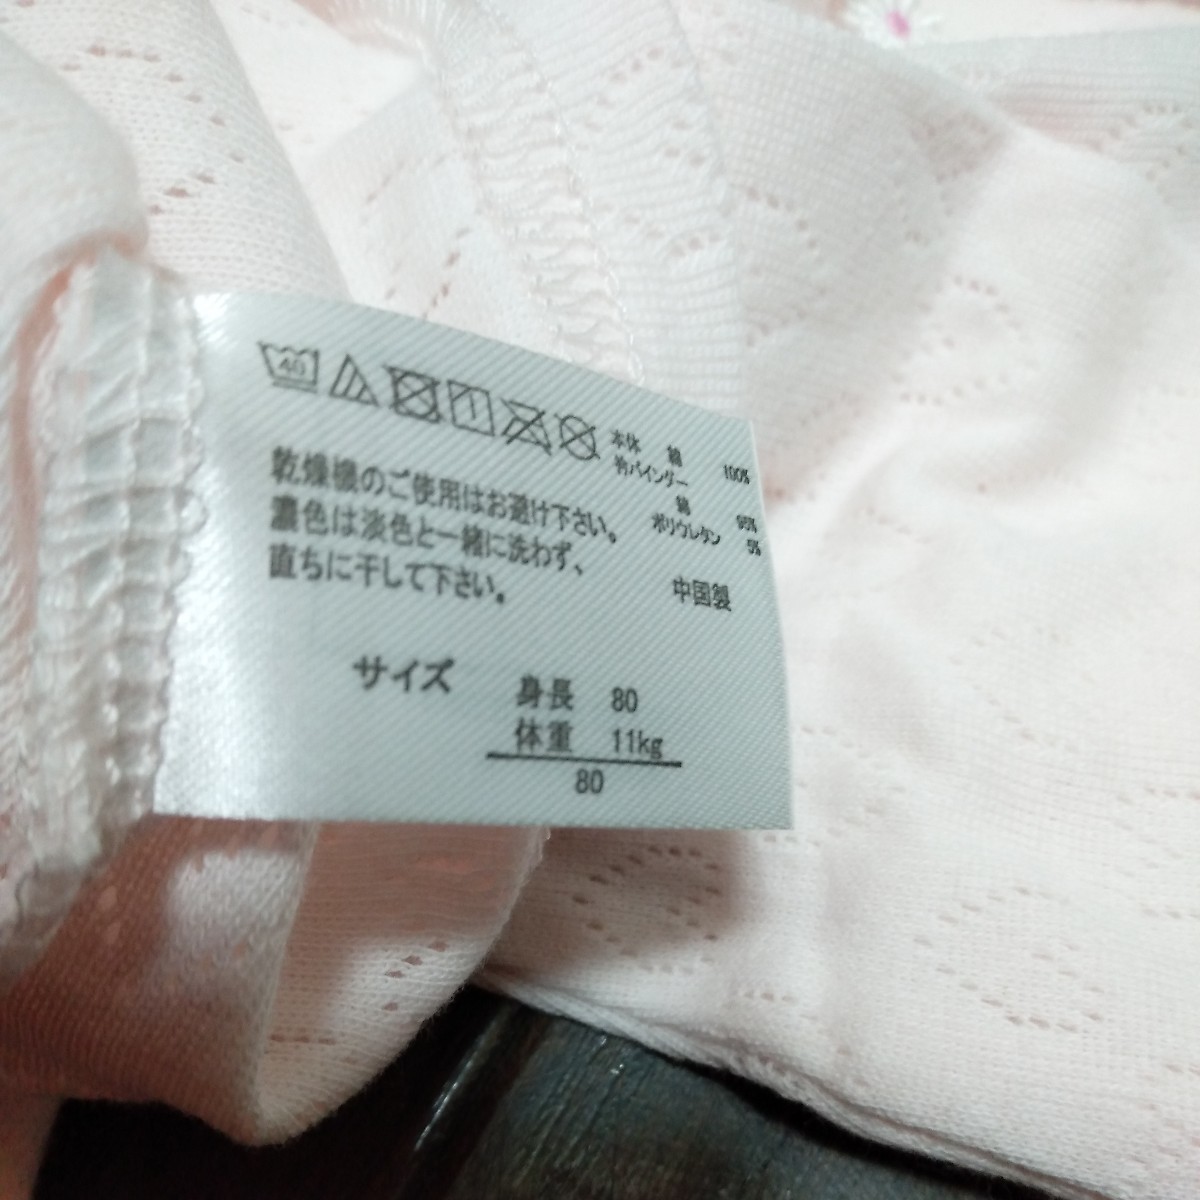 40
本体 綿 100%
衿バインダー
綿 95%
ポリウレタン 5%
中国製
乾燥機のご使用はお避け下さい。
濃色は淡色と一緒に洗わず、
直ちに干して下さい。
サイズ
身長 80
体重 11kg
80